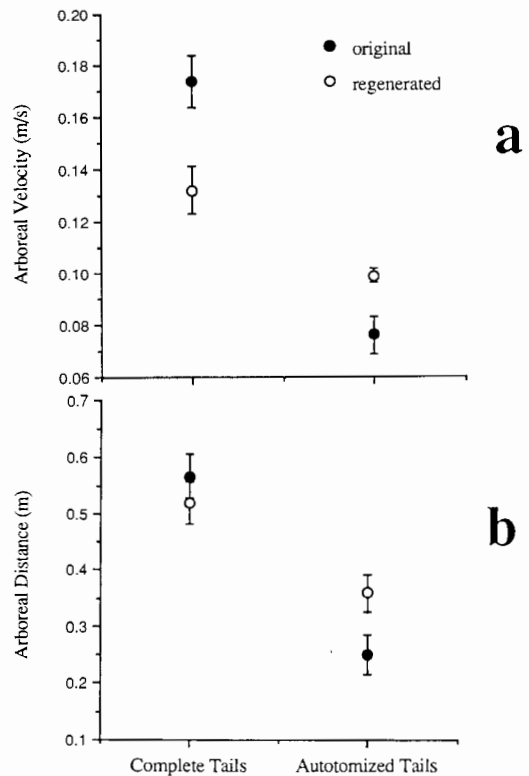 0.20
0.18
0.16
0.14
0.12
0.10
0.08
0.06
Arboreal Velocity (m/s)
original
regenerated
a
0.7
0.6
0.5
0.4
0.3
0.2
0.1
Arboreal Distance (m)
b
Complete Tails Autotomized Tails